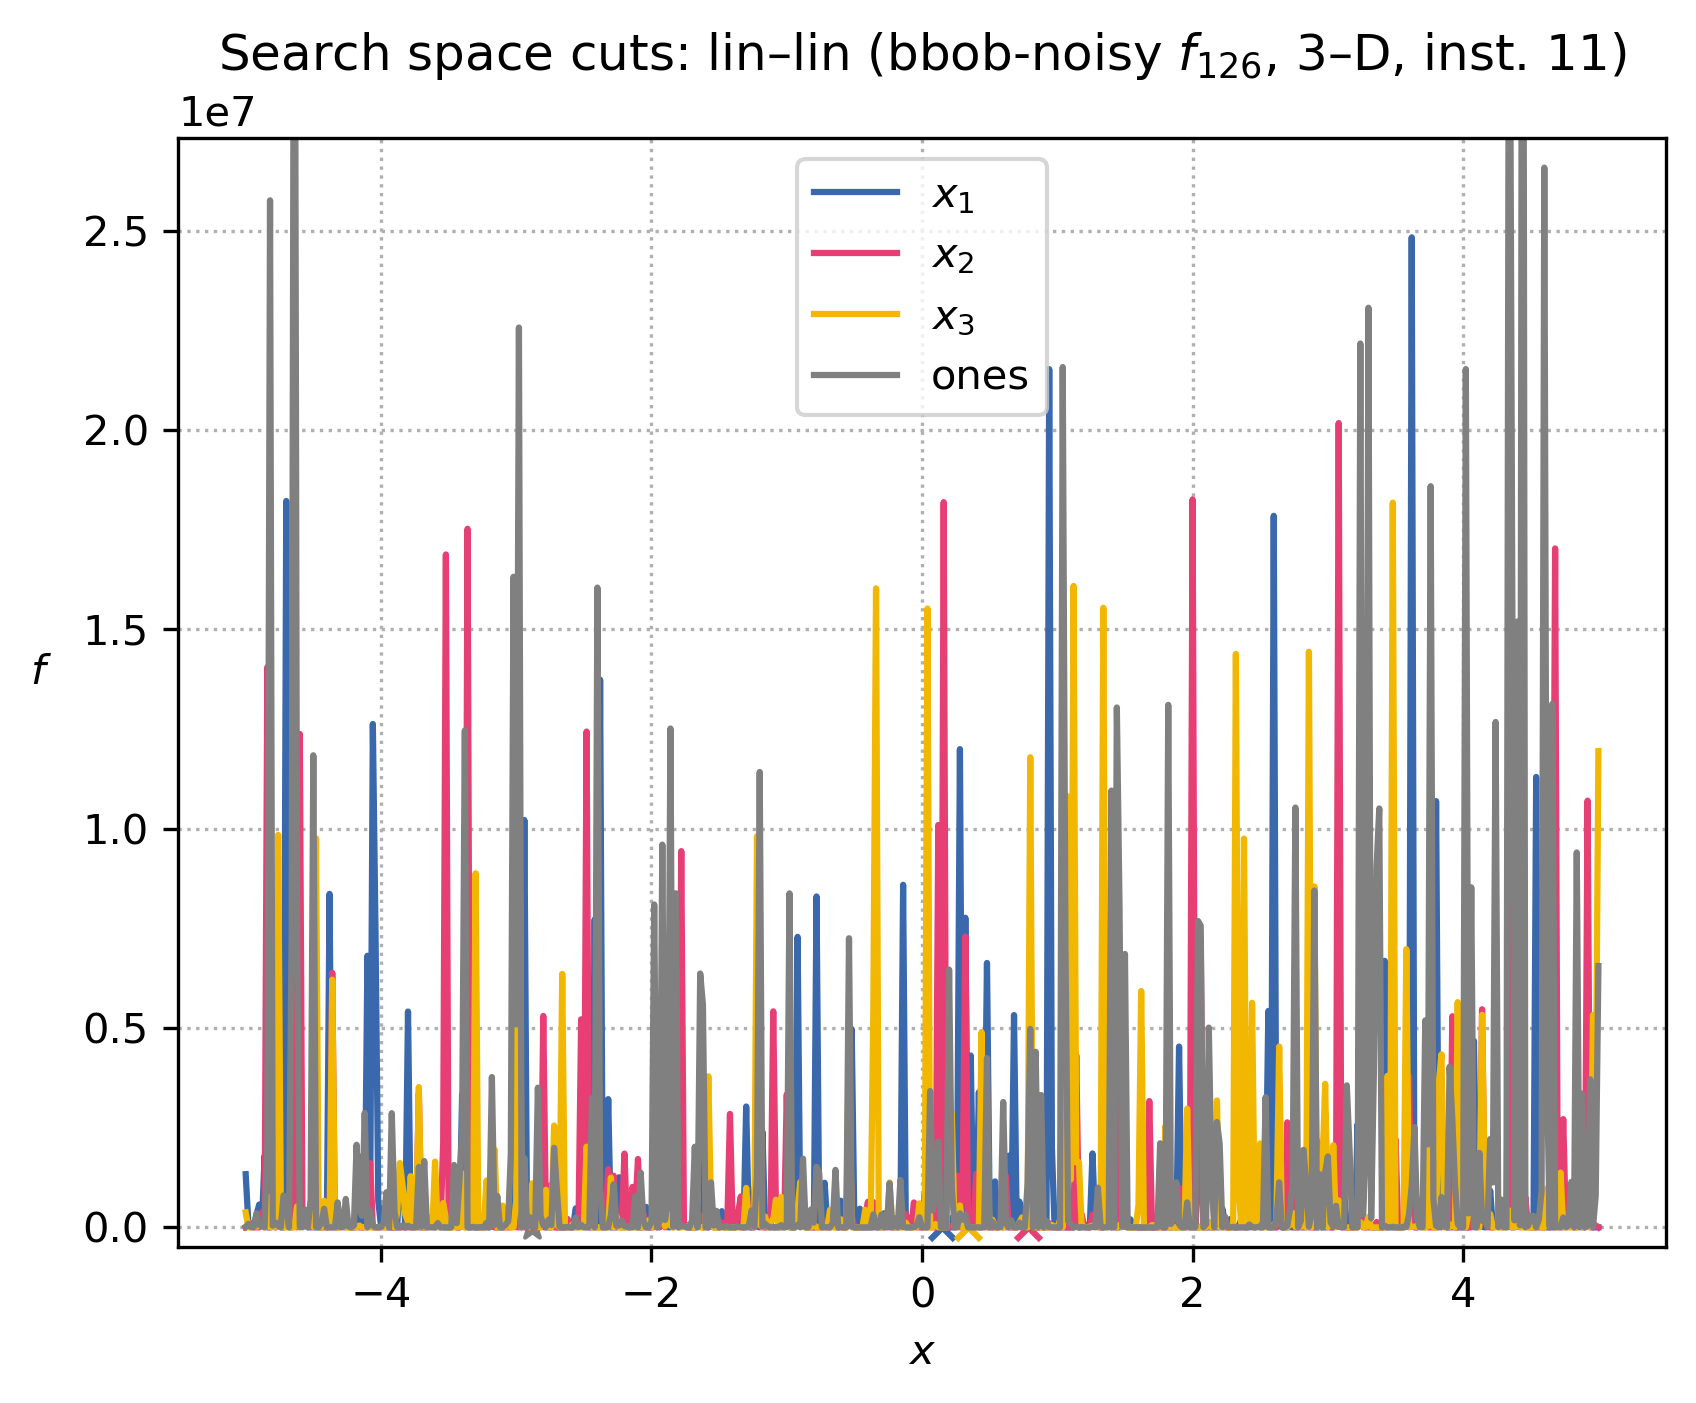 Search space cuts: lin–lin (bbob-noisy f₁₂₆, 3–D, inst. 11)
1e7
x₁
x₂
x₃
ones
2.5
2.0
1.5
1.0
0.5
0.0
f
−4 −2 0 2 4
x